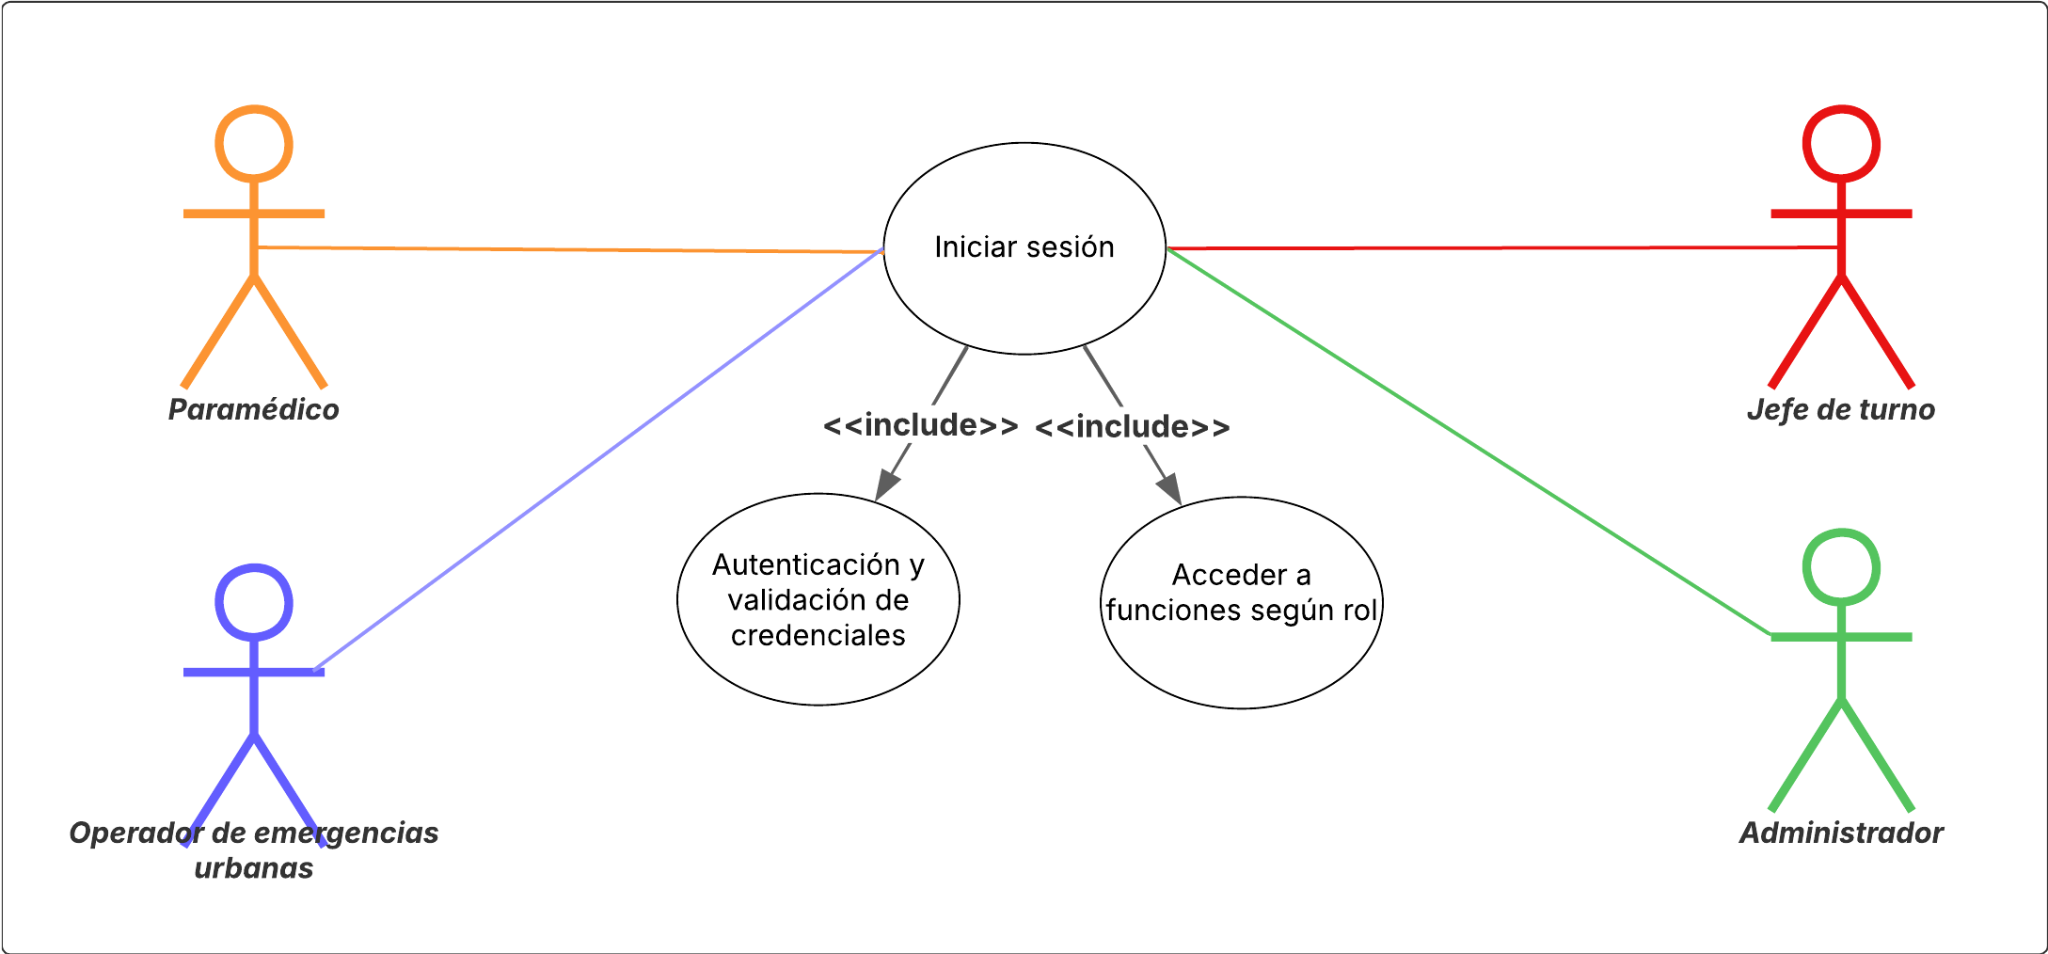 Iniciar sesión
Paramédico
Jefe de turno
<<include>>
<<include>>
Autenticación y
validación de
credenciales
Acceder a
funciones según rol
Operador de emergencias
urbanas
Administrador